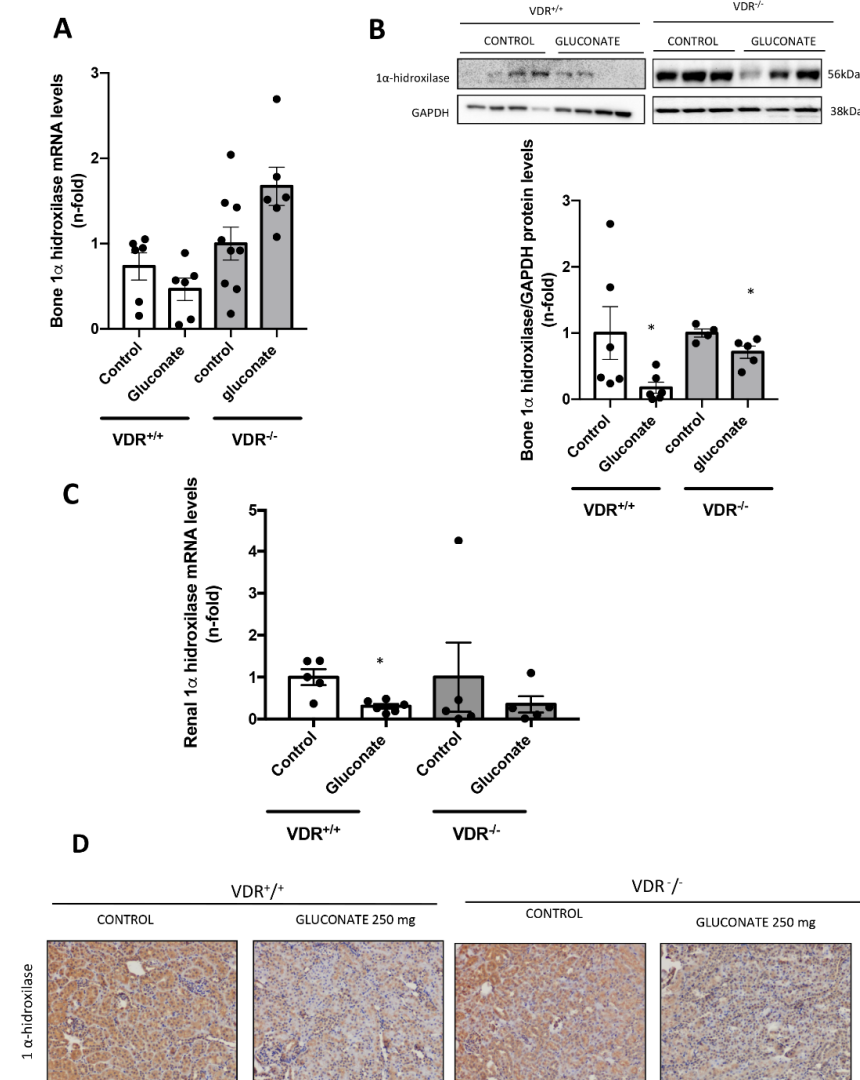 A
Bone 1α hidroxilase mRNA levels
(n-fold)
3
2
1
0
Control
Gluconate
control
gluconate
VDR+/+
VDR-/-
B
VDR+/+
VDR-/-
CONTROL
GLUCONATE
CONTROL
GLUCONATE
1α-hidroxilase
56kDa
GAPDH
38kDa
Bone 1α hidroxilase/GAPDH protein levels
(n-fold)
3
2
1
0
*
*
Control
Gluconate
control
gluconate
VDR+/+
VDR-/-
C
Renal 1α hidroxilase mRNA levels
(n-fold)
5
4
3
2
1
0
*
Control
Gluconate
Control
Gluconate
VDR+/+
VDR-/-
D
VDR+/+
VDR-/-
CONTROL
GLUCONATE 250 mg
CONTROL
GLUCONATE 250 mg
1 α-hidroxilase